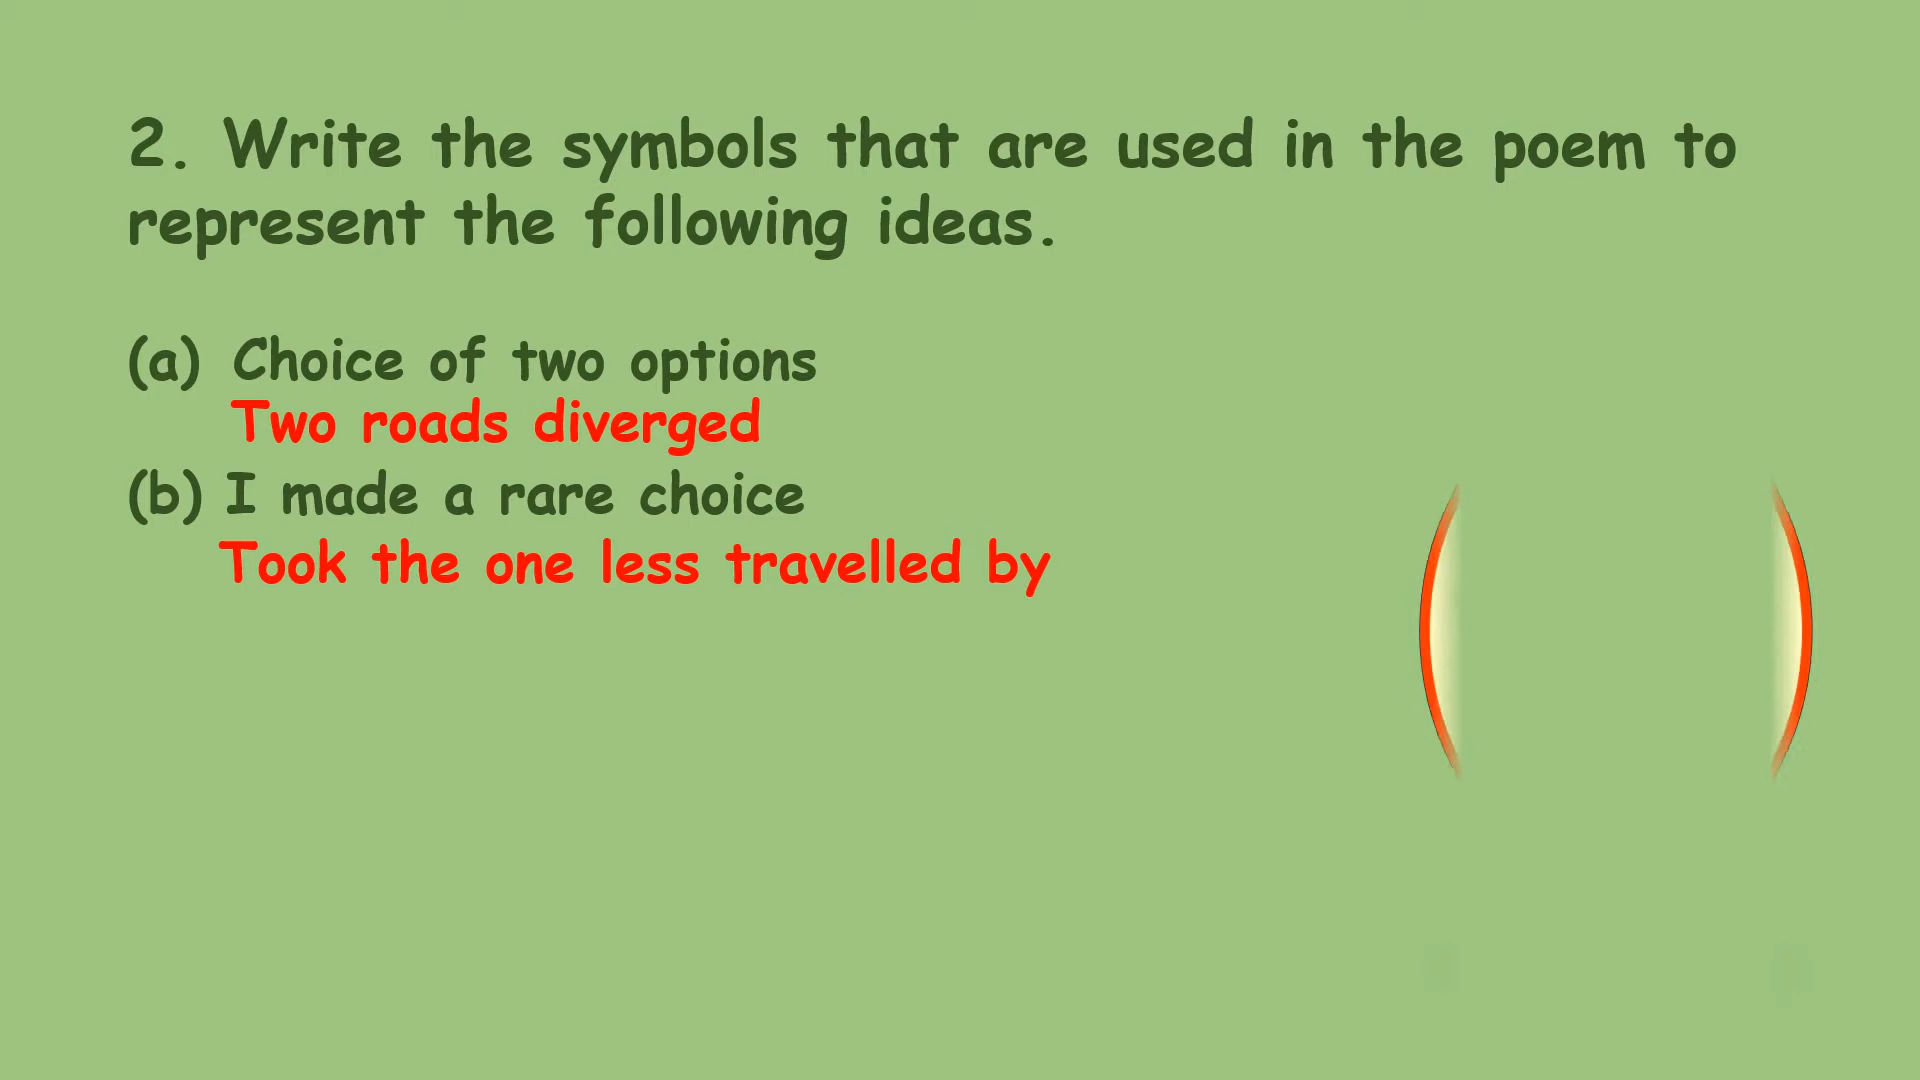 2. Write the symbols that are used in the poem to
represent the following ideas.
(a) Choice of two options
Two roads diverged
(b) I made a rare choice
Took the one less travelled by